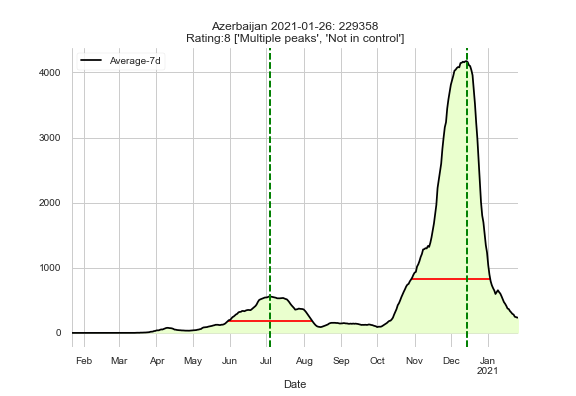 Azerbaijan 2021-01-26: 229358
Rating:8 ['Multiple peaks', 'Not in control']
Average-7d
4000
3000
2000
1000
0
Feb Mar Apr May Jun Jul Aug Sep Oct Nov Dec Jan
2021
Date